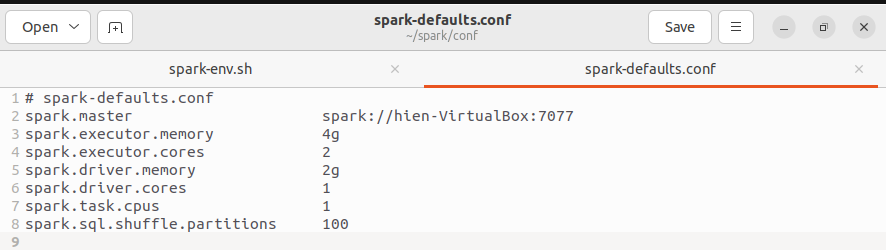 Open
spark-defaults.conf
~/spark/conf
Save
spark-env.sh
spark-defaults.conf
1 # spark-defaults.conf
2 spark.master spark://hien-VirtualBox:7077
3 spark.executor.memory 4g
4 spark.executor.cores 2
5 spark.driver.memory 2g
6 spark.driver.cores 1
7 spark.task.cpus 1
8 spark.sql.shuffle.partitions 100
9